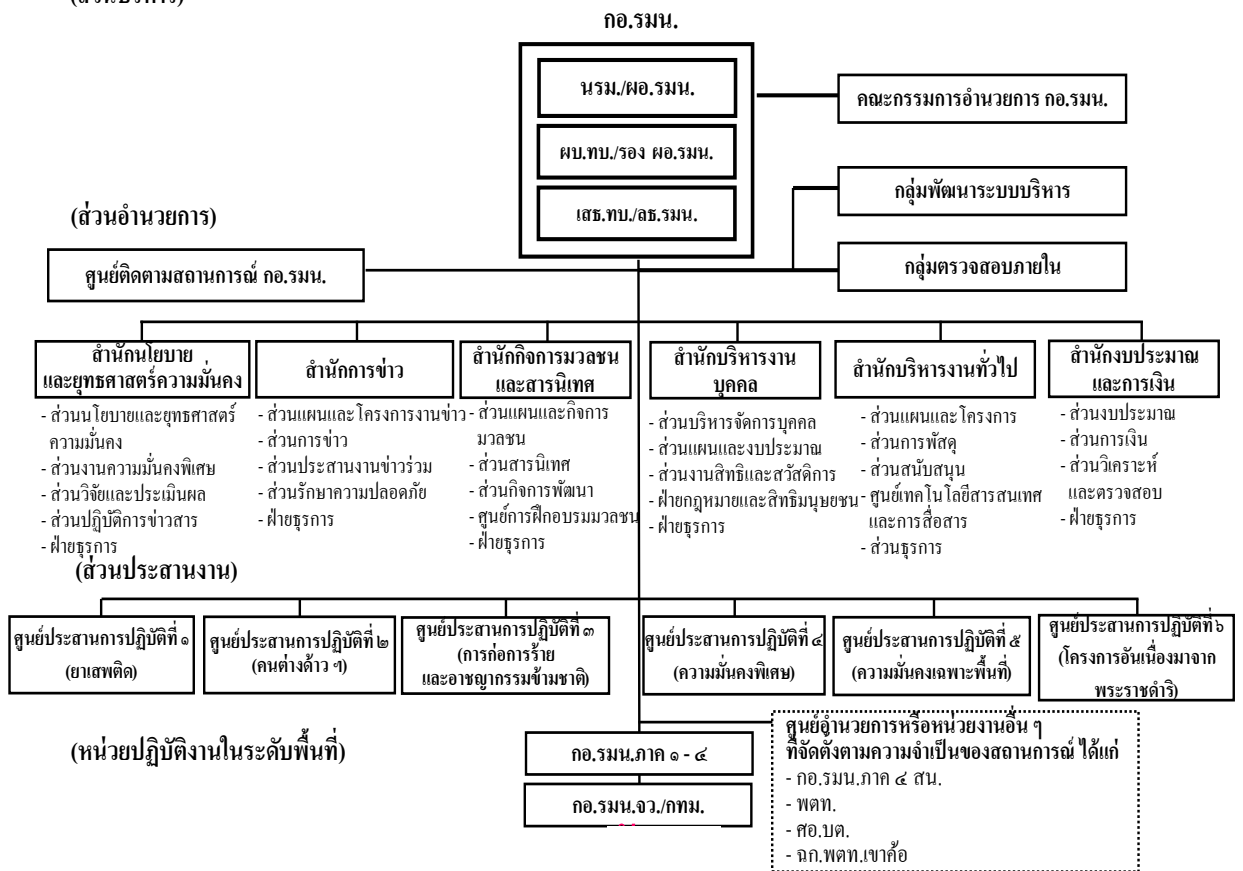 กอ.รมน.
นรม./ผอ.รมน.
ผบ.ทบ./รอง ผอ.รมน.
เสธ.ทบ./ลธ.รมน.
คณะกรรมการอำนวยการ กอ.รมน.
กลุ่มพัฒนาระบบบริหาร
กลุ่มตรวจสอบภายใน
(ส่วนอำนวยการ)
ศูนย์ติดตามสถานการณ์ กอ.รมน.
สำนักนโยบาย
และยุทธศาสตร์ความมั่นคง
- ส่วนนโยบายและยุทธศาสตร์
ความมั่นคง
- ส่วนงานความมั่นคงพิเศษ
- ส่วนวิจัยและประเมินผล
- ส่วนปฏิบัติการข่าวสาร
- ฝ่ายธุรการ
สำนักการข่าว
- ส่วนแผนและโครงการงานข่าว
- ส่วนการข่าว
- ส่วนประสานงานข่าวร่วม
- ส่วนรักษาความปลอดภัย
- ฝ่ายธุรการ
สำนักกิจการมวลชน
และสารนิเทศ
- ส่วนแผนและกิจการ
มวลชน
- ส่วนสารนิเทศ
- ส่วนกิจการพัฒนา
- ศูนย์การฝึกอบรมมวลชน
- ฝ่ายธุรการ
สำนักบริหารงาน
บุคคล
- ส่วนบริหารจัดการบุคคล
- ส่วนแผนและงบประมาณ
- ส่วนงานสิทธิและสวัสดิการ
- ฝ่ายกฎหมายและสิทธิมนุษยชน
- ฝ่ายธุรการ
สำนักบริหารงานทั่วไป
- ส่วนแผนและโครงการ
- ส่วนการพัสดุ
- ส่วนสนับสนุน
- ศูนย์เทคโนโลยีสารสนเทศ
และการสื่อสาร
- ส่วนธุรการ
สำนักงบประมาณ
และการเงิน
- ส่วนงบประมาณ
- ส่วนการเงิน
- ส่วนวิเคราะห์
และตรวจสอบ
- ฝ่ายธุรการ
(ส่วนประสานงาน)
ศูนย์ประสานการปฏิบัติที่ ๑
(ยาเสพติด)
ศูนย์ประสานการปฏิบัติที่ ๒
(คนต่างด้าว ฯ)
ศูนย์ประสานการปฏิบัติที่ ๓
(การก่อการร้าย
และอาชญากรรมข้ามชาติ)
ศูนย์ประสานการปฏิบัติที่ ๔
(ความมั่นคงพิเศษ)
ศูนย์ประสานการปฏิบัติที่ ๕
(ความมั่นคงเฉพาะพื้นที่)
ศูนย์ประสานการปฏิบัติที่ ๖
(โครงการอันเนื่องมาจาก
พระราชดำริ)
(หน่วยปฏิบัติงานในระดับพื้นที่)
กอ.รมน.ภาค ๑ - ๔
กอ.รมน.จว./กทม.
ศูนย์อำนวยการหรือหน่วยงานอื่น ๆ
ที่จัดตั้งตามความจำเป็นของสถานการณ์ ได้แก่
- กอ.รมน.ภาค ๔ สน.
- พตท.
- ศอ.บต.
- ฉก.พตท.เขาค้อ